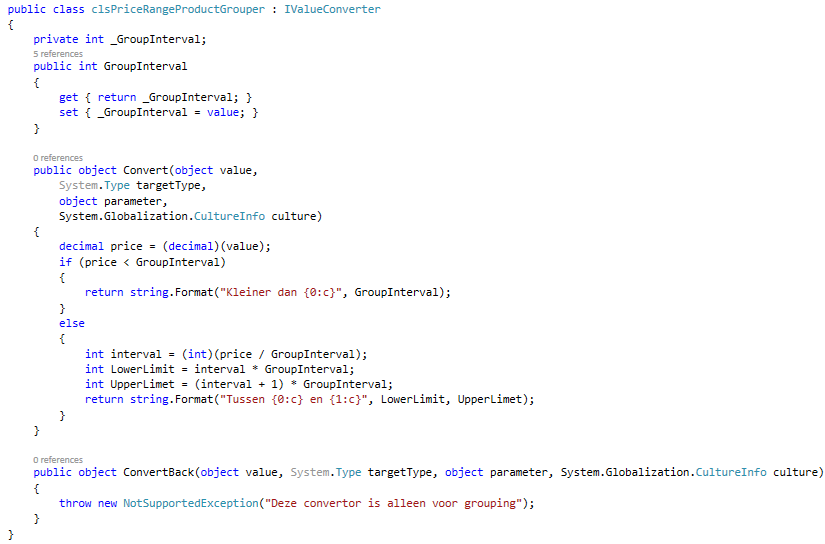 public class clsPriceRangeProductGrouper : IValueConverter
{
    private int _GroupInterval;
    5 references
    public int GroupInterval
    {
        get { return _GroupInterval; }
        set { _GroupInterval = value; }
    }
    0 references
    public object Convert(object value,
        System.Type targetType,
        object parameter,
        System.Globalization.CultureInfo culture)
    {
        decimal price = (decimal)(value);
        if (price < GroupInterval)
        {
            return string.Format("Kleiner dan {0:c}", GroupInterval);
        }
        else
        {
            int interval = (int)(price / GroupInterval);
            int LowerLimit = interval * GroupInterval;
            int UpperLimet = (interval + 1) * GroupInterval;
            return string.Format("Tussen {0:c} en {1:c}", LowerLimit, UpperLimet);
        }
    }
    0 references
    public object ConvertBack(object value, System.Type targetType, object parameter, System.Globalization.CultureInfo culture)
    {
        throw new NotSupportedException("Deze convertor is alleen voor grouping");
    }
}